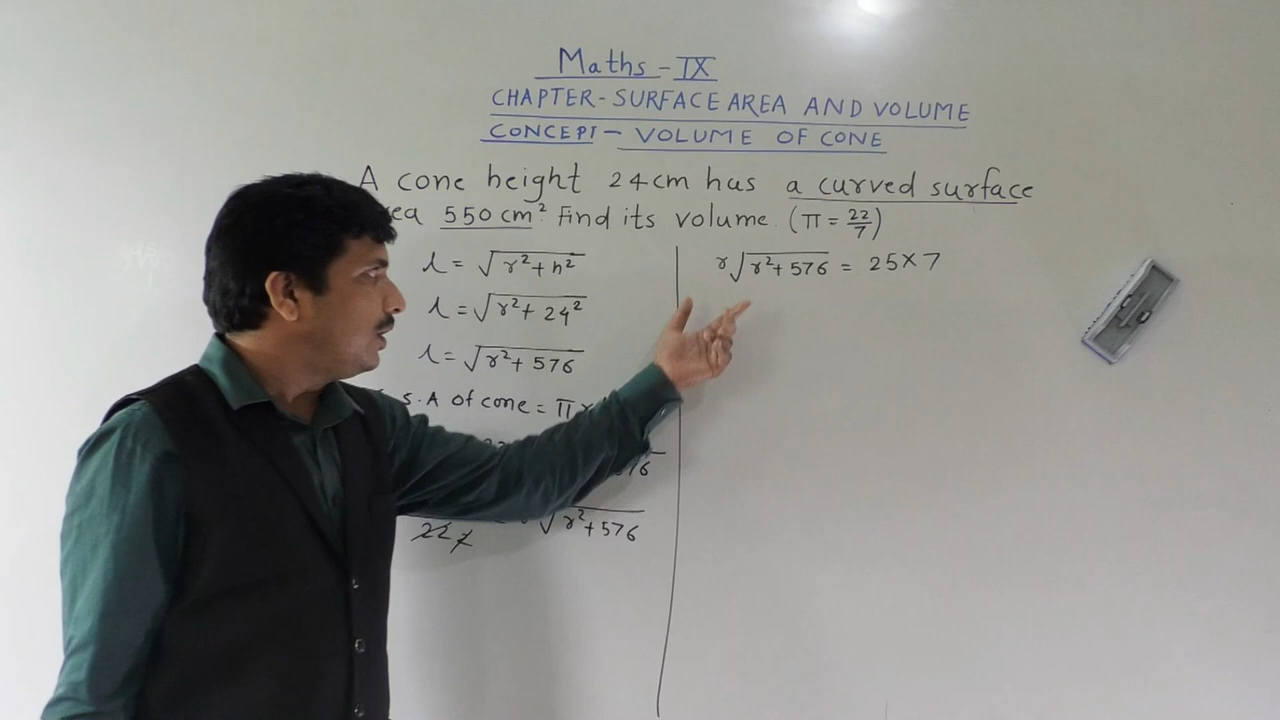 Maths - IX
CHAPTER - SURFACE AREA AND VOLUME
CONCEPT - VOLUME OF CONE
A cone height 24cm has a curved surface
ea 550 cm². Find its volume. (π = 22/7)
l = √r²+h²
l = √r²+24²
l = √r²+576
S.A of cone = π r
576
22 7 √r²+576
r√r²+576 = 25×7